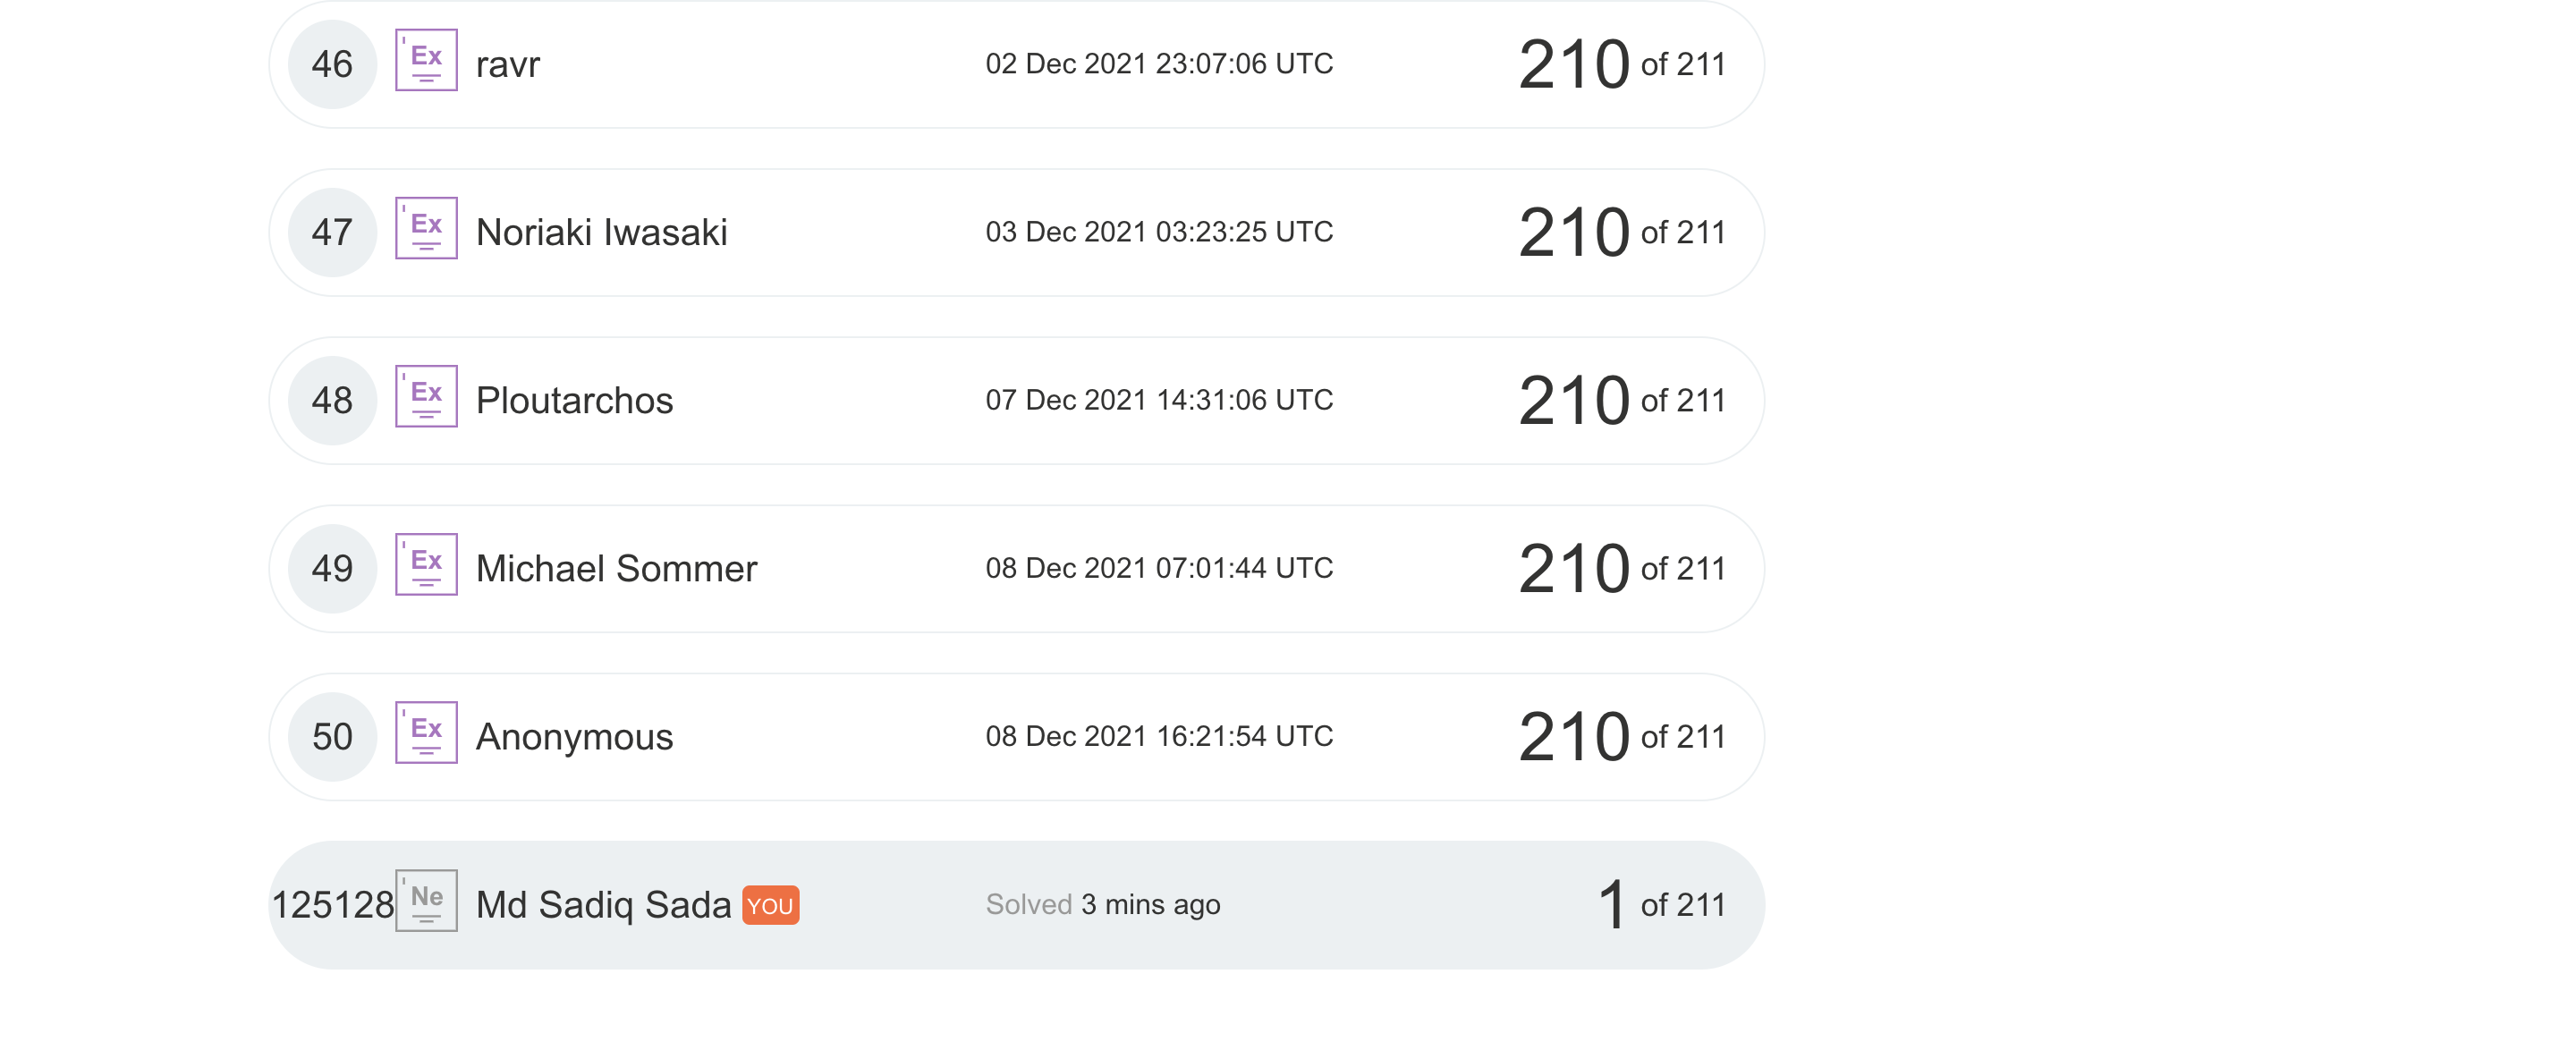 46 Ex ravr 02 Dec 2021 23:07:06 UTC 210 of 211
47 Ex Noriaki Iwasaki 03 Dec 2021 03:23:25 UTC 210 of 211
48 Ex Ploutarchos 07 Dec 2021 14:31:06 UTC 210 of 211
49 Ex Michael Sommer 08 Dec 2021 07:01:44 UTC 210 of 211
50 Ex Anonymous 08 Dec 2021 16:21:54 UTC 210 of 211
125128 Ne Md Sadiq Sada YOU Solved 3 mins ago 1 of 211